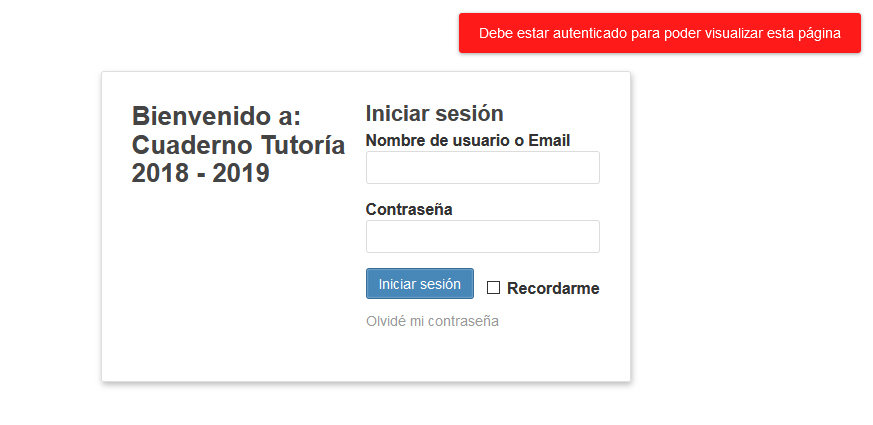 Debe estar autenticado para poder visualizar esta página
Bienvenido a:
Cuaderno Tutoría
2018 - 2019
Iniciar sesión
Nombre de usuario o Email
Contraseña
Iniciar sesión
Recordarme
Olvidé mi contraseña